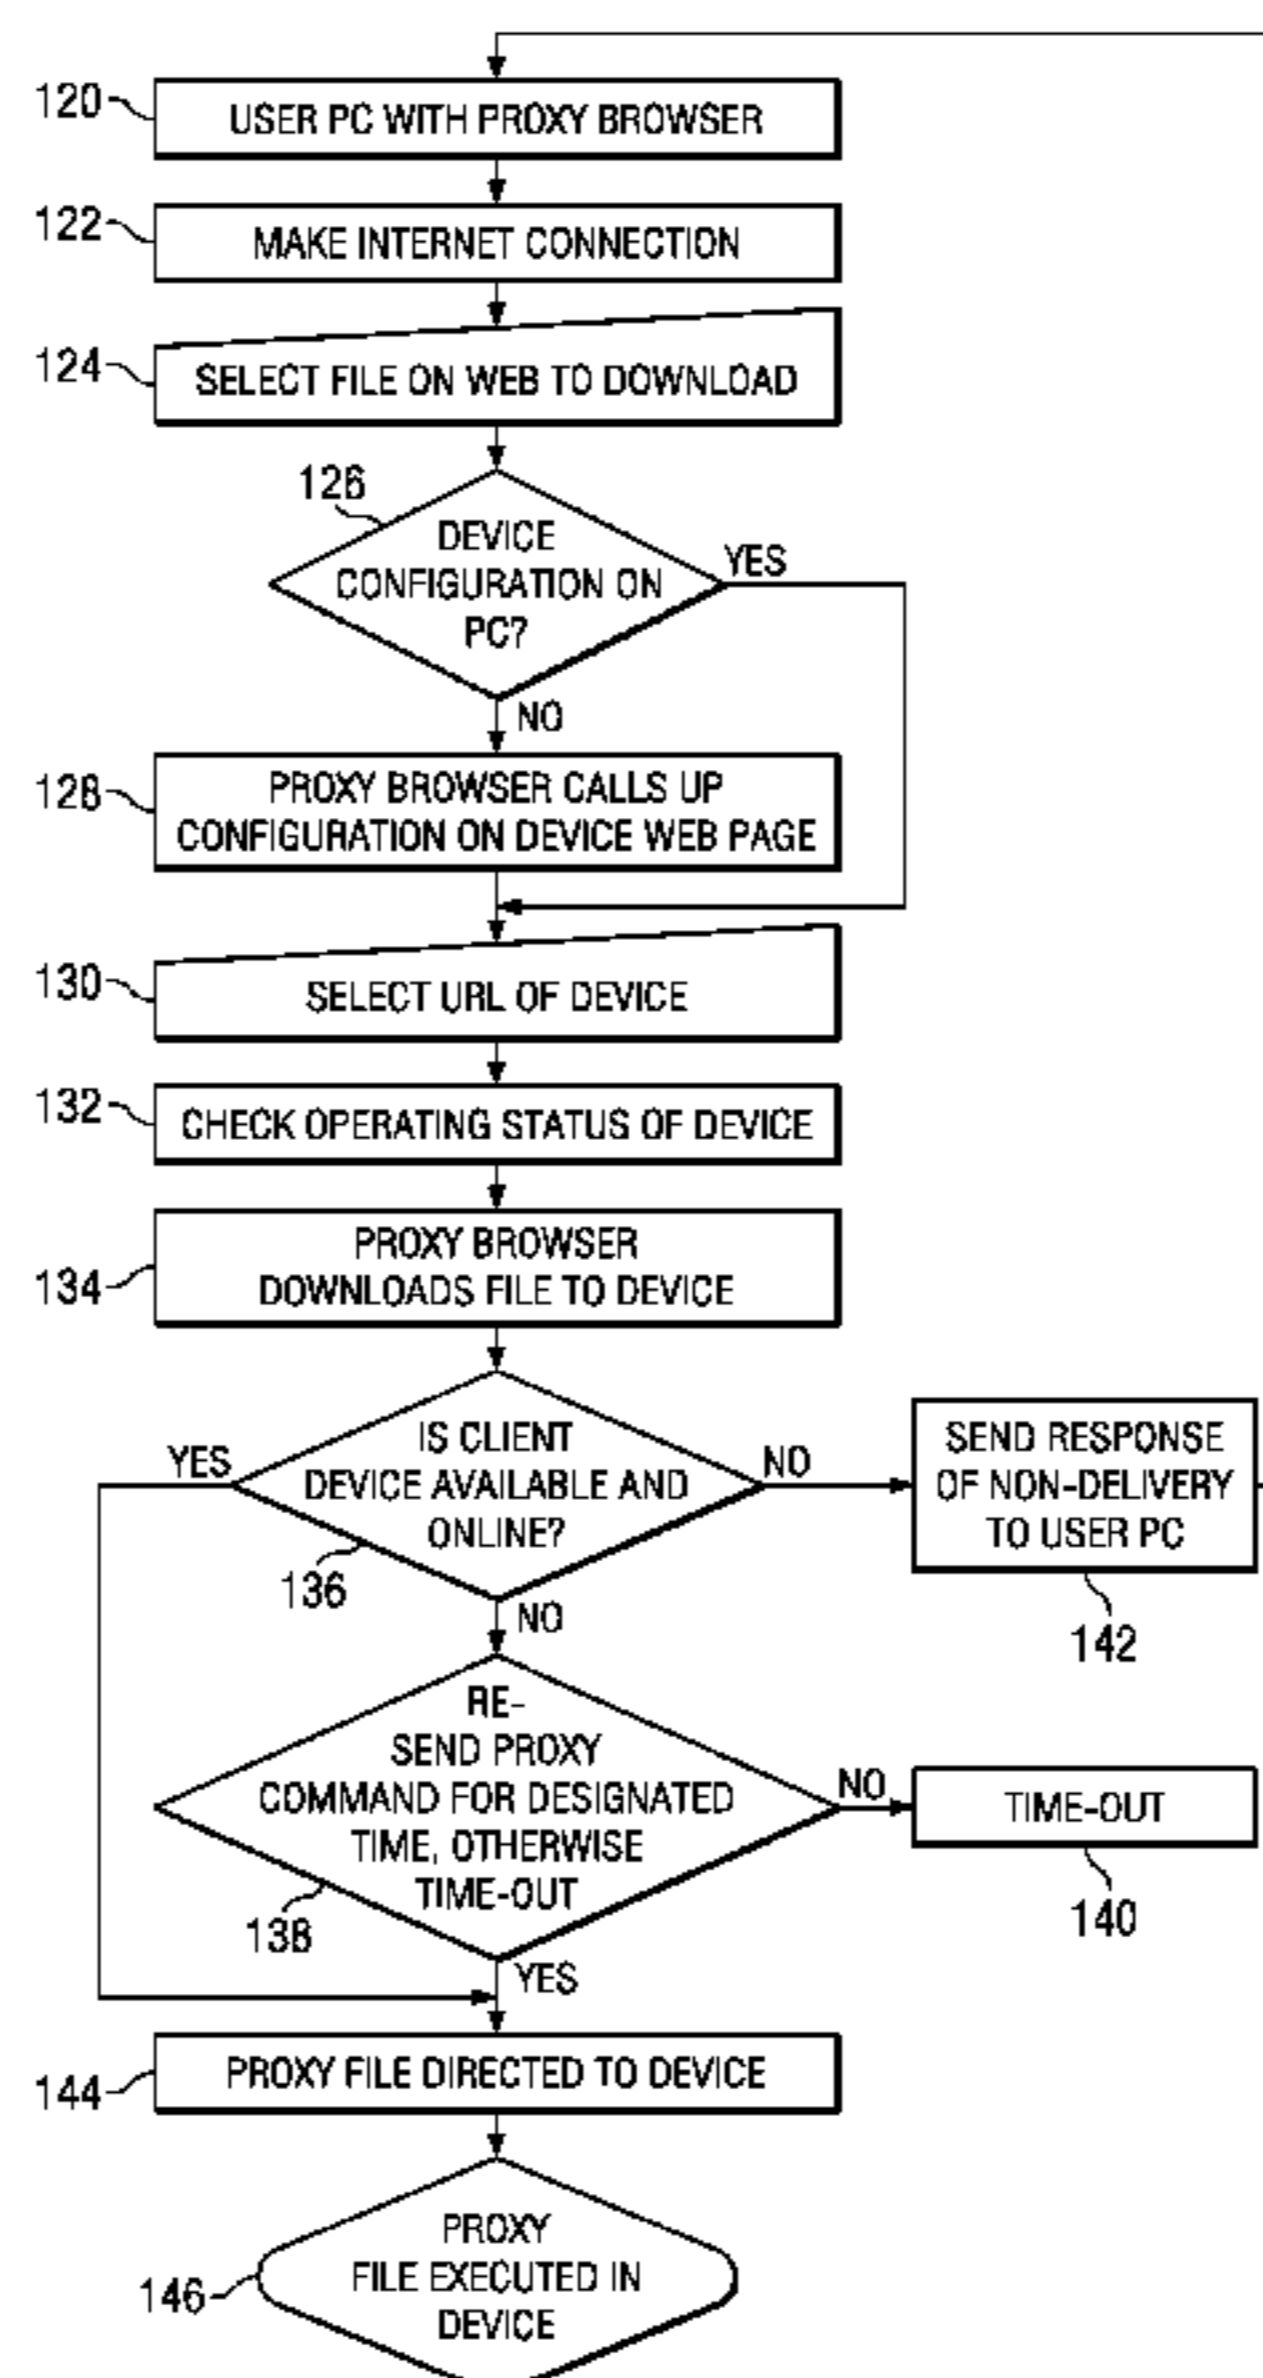 120
USER PC WITH PROXY BROWSER
122
MAKE INTERNET CONNECTION
124
SELECT FILE ON WEB TO DOWNLOAD
126
DEVICE
CONFIGURATION ON
PC?
YES
NO
128
PROXY BROWSER CALLS UP
CONFIGURATION ON DEVICE WEB PAGE
130
SELECT URL OF DEVICE
132
CHECK OPERATING STATUS OF DEVICE
134
PROXY BROWSER
DOWNLOADS FILE TO DEVICE
YES
IS CLIENT
DEVICE AVAILABLE AND
ONLINE?
NO
136
NO
SEND RESPONSE
OF NON-DELIVERY
TO USER PC
142
RE-
SEND PROXY
COMMAND FOR DESIGNATED
TIME, OTHERWISE
TIME-OUT
NO
138
YES
TIME-OUT
140
144
PROXY FILE DIRECTED TO DEVICE
146
PROXY
FILE EXECUTED IN
DEVICE